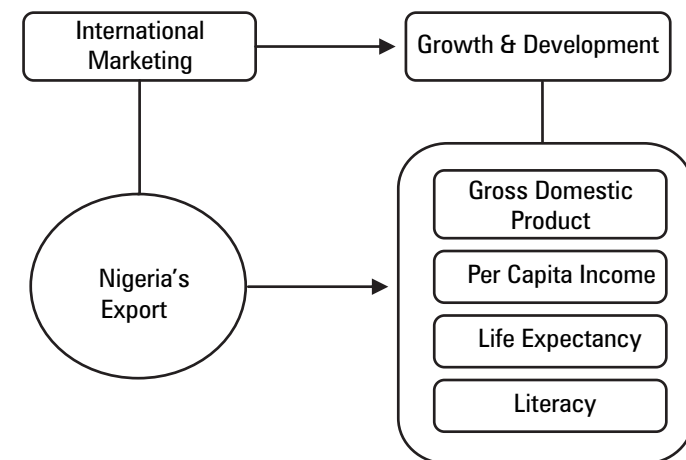 International
Marketing
Growth & Development
Gross Domestic
Product
Nigeria's
Export
Per Capita Income
Life Expectancy
Literacy